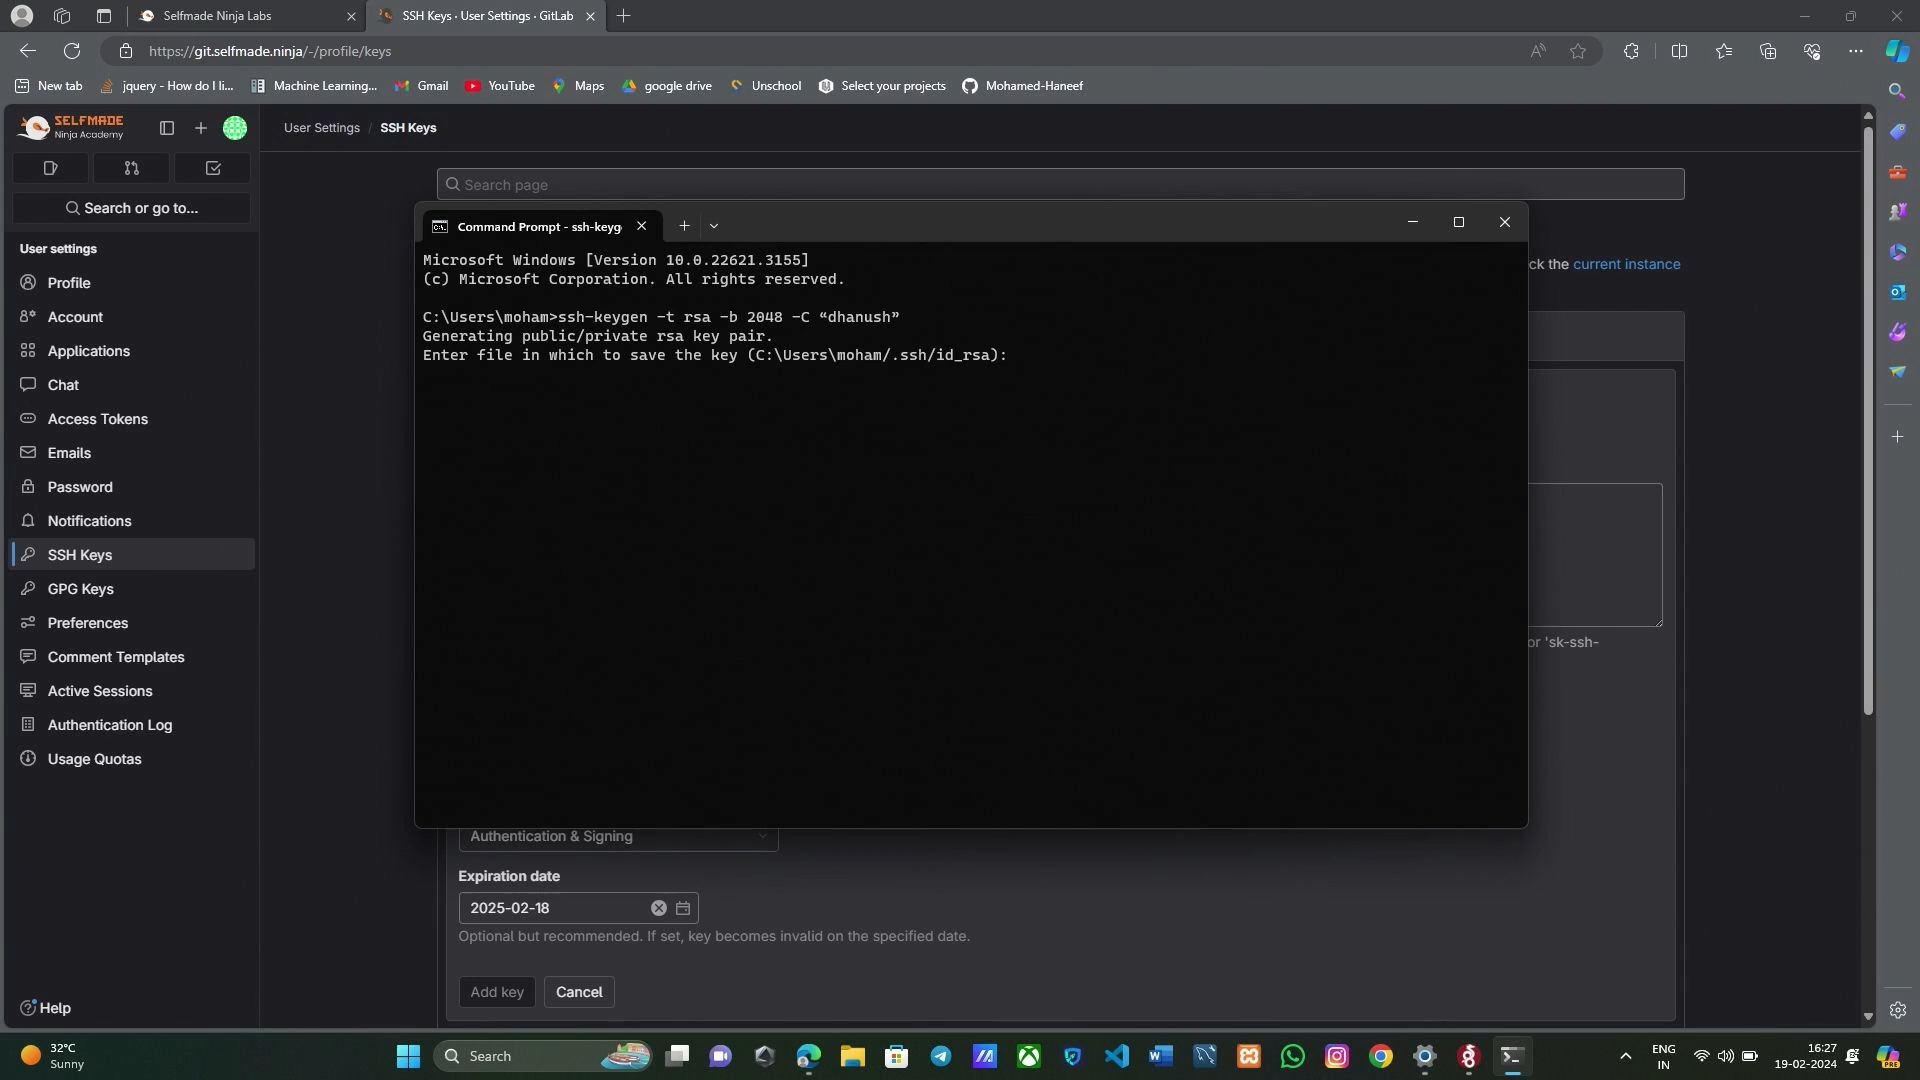 Selfmade Ninja Labs
SSH Keys · User Settings · GitLab
https://git.selfmade.ninja/-/profile/keys
New tab
jquery - How do I li...
Machine Learning...
Gmail
YouTube
Maps
google drive
Unschool
Select your projects
Mohamed-Haneef
SELFMADE
Ninja Academy
User Settings / SSH Keys
Search page
Search or go to...
Command Prompt - ssh-keyg
User settings
Microsoft Windows [Version 10.0.22621.3155]
(c) Microsoft Corporation. All rights reserved.
ck the current instance
C:\Users\moham>ssh-keygen -t rsa -b 2048 -C “dhanush”
Generating public/private rsa key pair.
Enter file in which to save the key (C:\Users\moham/.ssh/id_rsa):
Profile
Account
Applications
Chat
Access Tokens
Emails
Password
Notifications
SSH Keys
GPG Keys
Preferences
Comment Templates
Active Sessions
Authentication Log
Usage Quotas
or 'sk-ssh-
Authentication & Signing
Expiration date
2025-02-18
Optional but recommended. If set, key becomes invalid on the specified date.
Add key
Cancel
Help
32°C
Sunny
Search
ENG
IN
16:27
19-02-2024
PRE